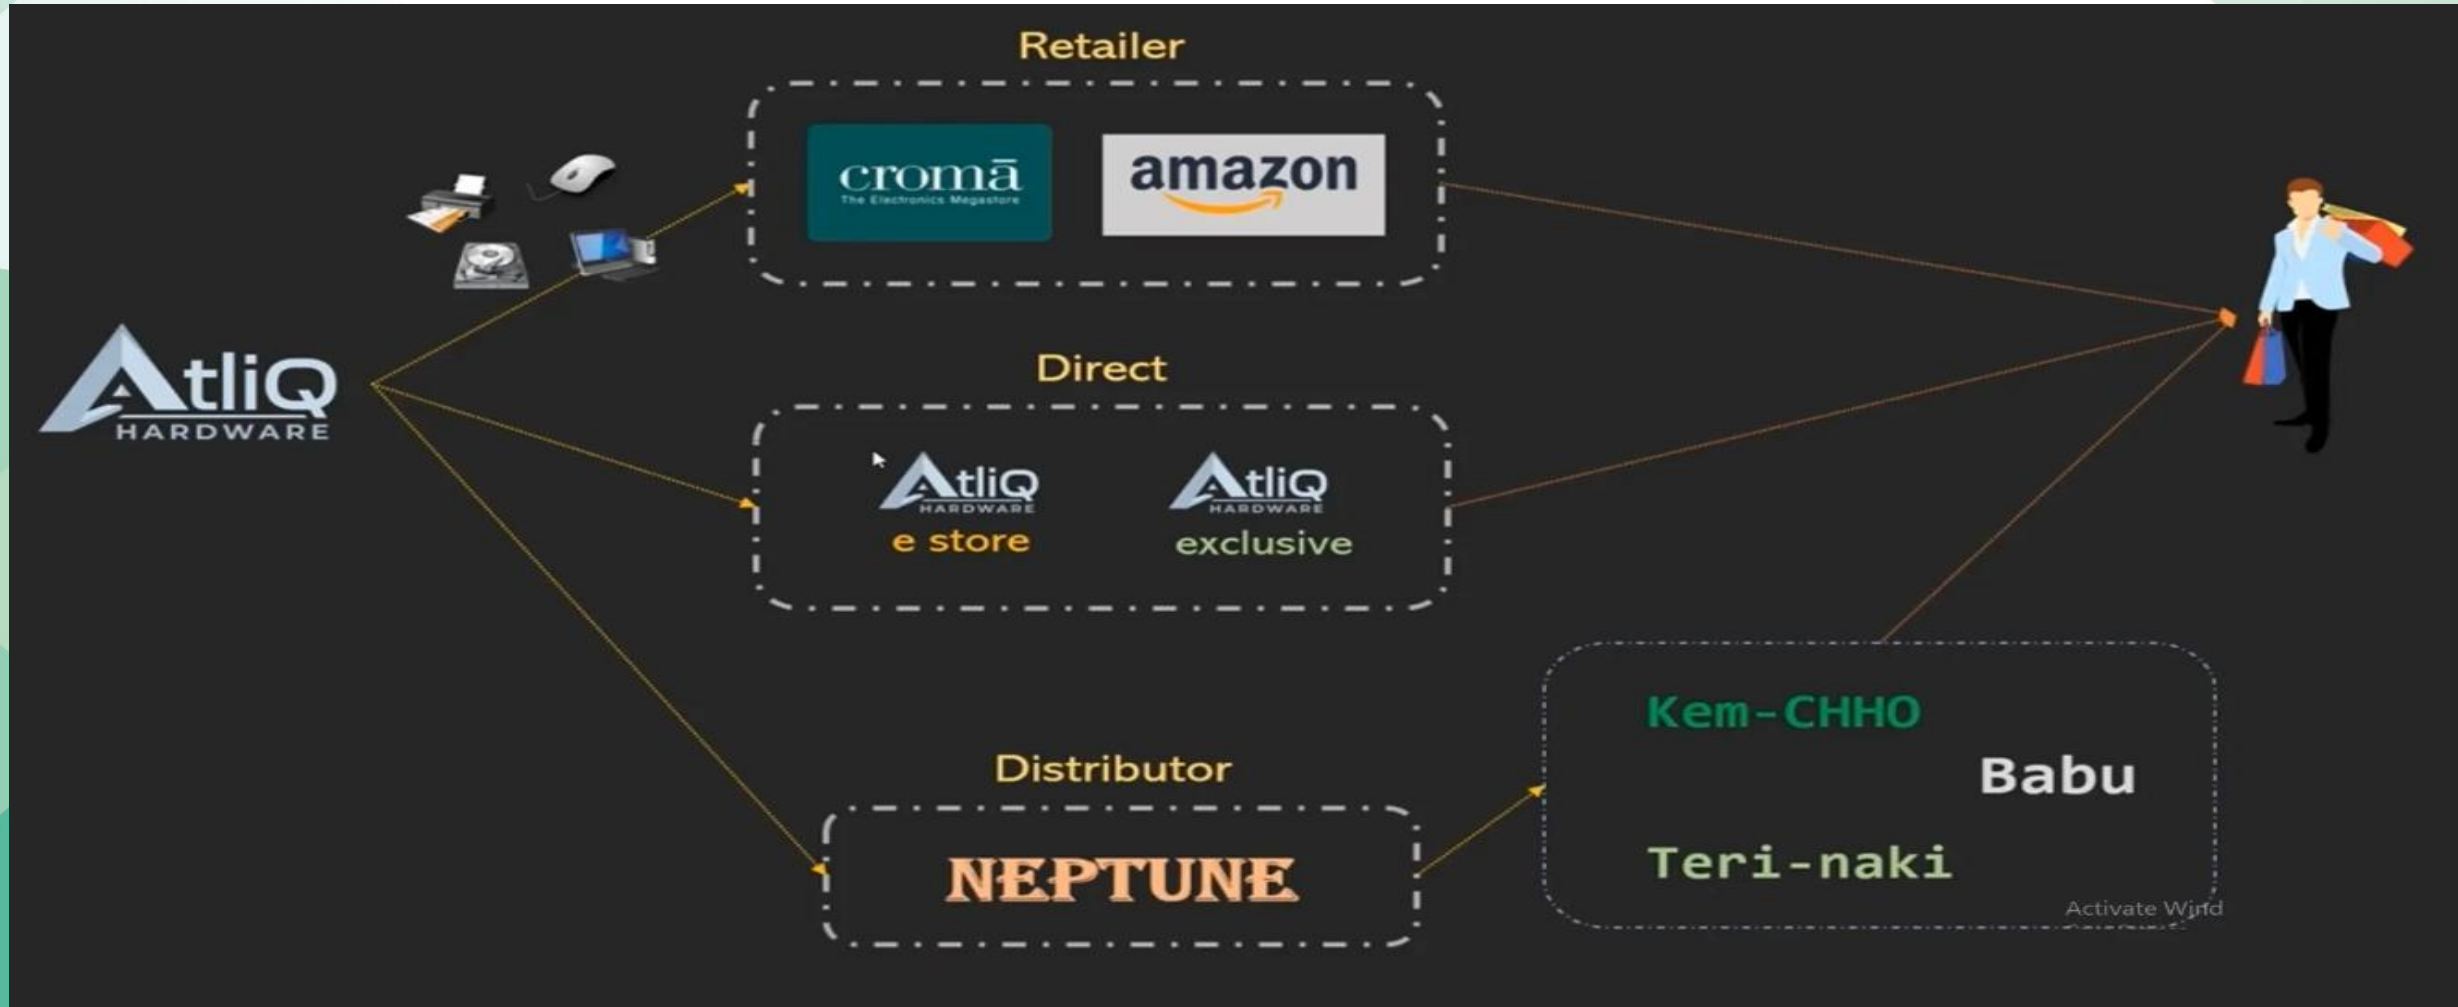 Retailer
cromā
The Electronics Megastore
amazon
AtliQ
HARDWARE
Direct
AtliQ
HARDWARE
e store
AtliQ
HARDWARE
exclusive
Distributor
NEPTUNE
Kem-CHHO
Babu
Teri-naki
Activate Wind